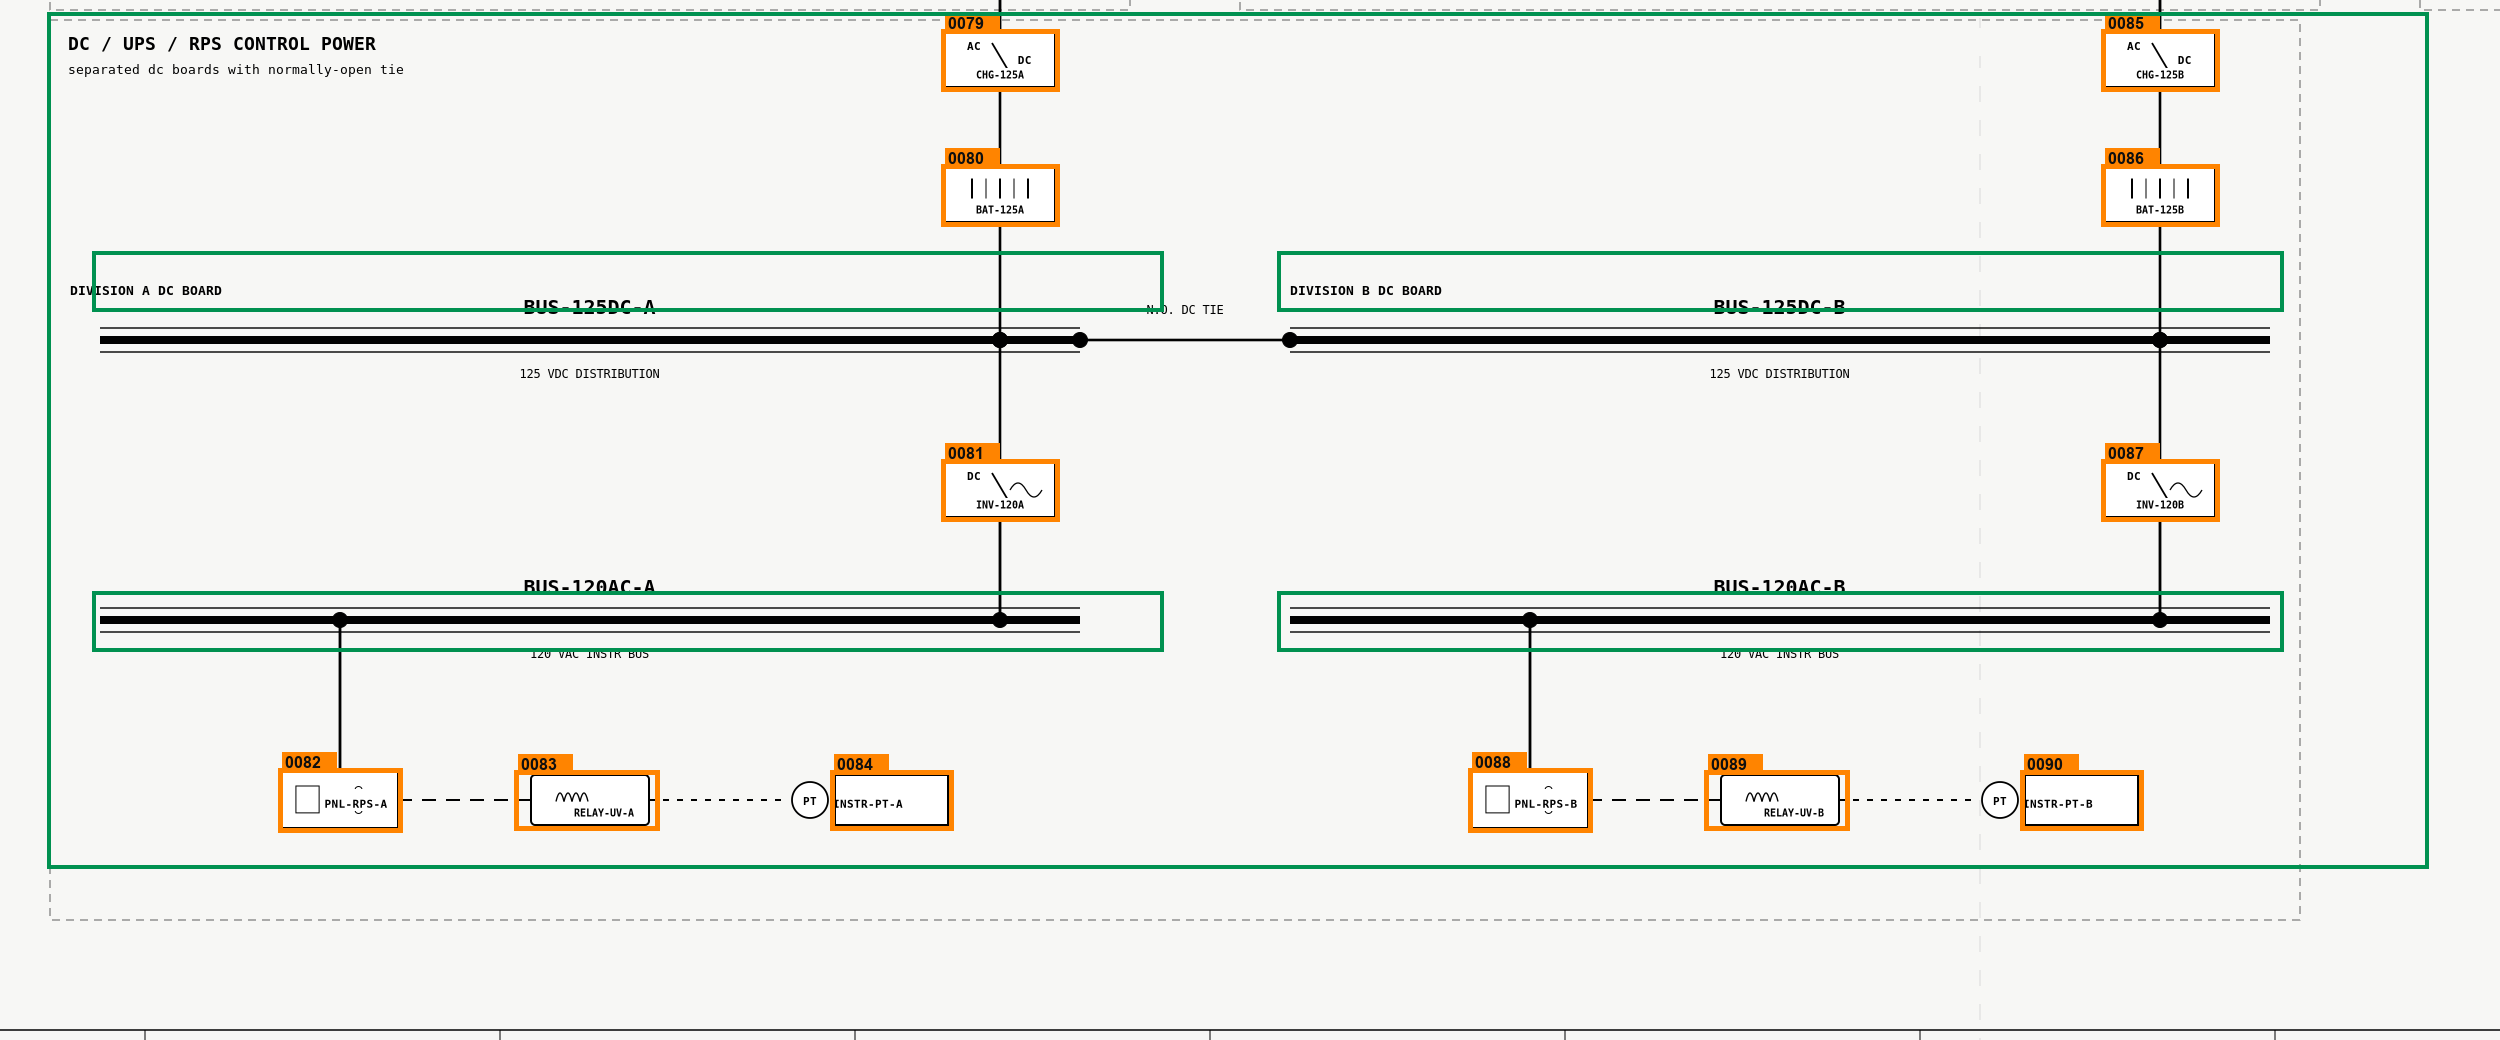 0079
0085
DC / UPS / RPS CONTROL POWER
separated dc boards with normally-open tie
AC
DC
CHG-125A
AC
DC
CHG-125B
0080
BAT-125A
0086
BAT-125B
DIVISION A DC BOARD
BUS-125DC-A
N.O. DC TIE
DIVISION B DC BOARD
BUS-125DC-B
125 VDC DISTRIBUTION
125 VDC DISTRIBUTION
0081
DC
INV-120A
0087
DC
INV-120B
BUS-120AC-A
BUS-120AC-B
120 VAC INSTR BUS
120 VAC INSTR BUS
0082
PNL-RPS-A
0083
RELAY-UV-A
PT
0084
INSTR-PT-A
0088
PNL-RPS-B
0089
RELAY-UV-B
PT
0090
INSTR-PT-B